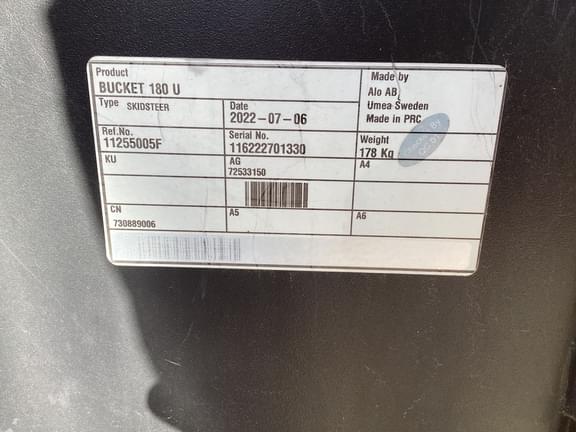 Product
BUCKET 180 U
Made by
Alo AB,
Umea Sweden
Made in PRC
Type SKIDSTEER
Date
2022-07-06
Ref.No.
11255005F
Serial No.
116222701330
Weight
178 Kg
KU
AG
72533150
A4
CN
730889006
A5
A6